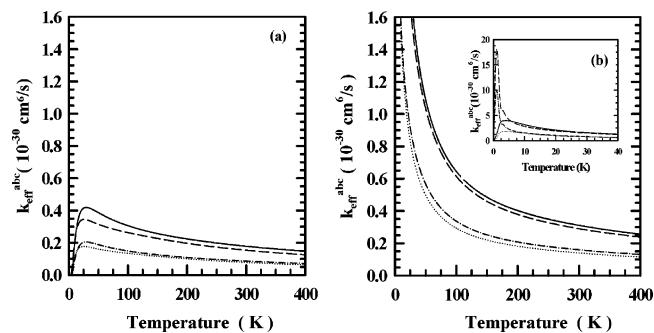 1.6
1.4
1.2
1.0
0.8
0.6
0.4
0.2
0.0
k_eff^abc ( 10^-30 cm^6/s)
(a)
0 100 200 300 400
Temperature ( K )
1.6
1.4
1.2
1.0
0.8
0.6
0.4
0.2
0.0
k_eff^abc ( 10^-30 cm^6/s)
0 100 200 300 400
Temperature ( K )
20
15
10
5
0
k_eff^abc (10^-30 cm^6/s)
(b)
0 10 20 30 40
Temperature (K)